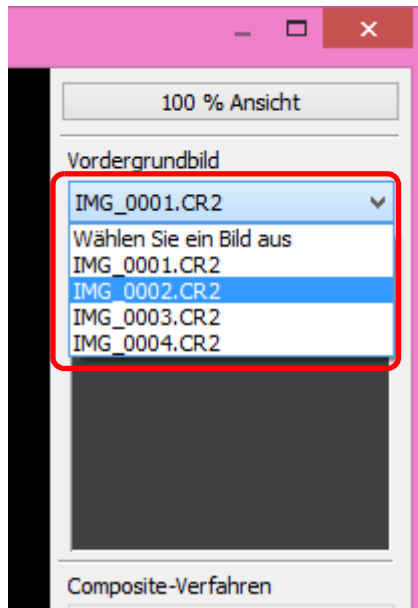 100 % Ansicht
Vordergrundbild
IMG_0001.CR2
Wählen Sie ein Bild aus
IMG_0001.CR2
IMG_0002.CR2
IMG_0003.CR2
IMG_0004.CR2
Composite-Verfahren